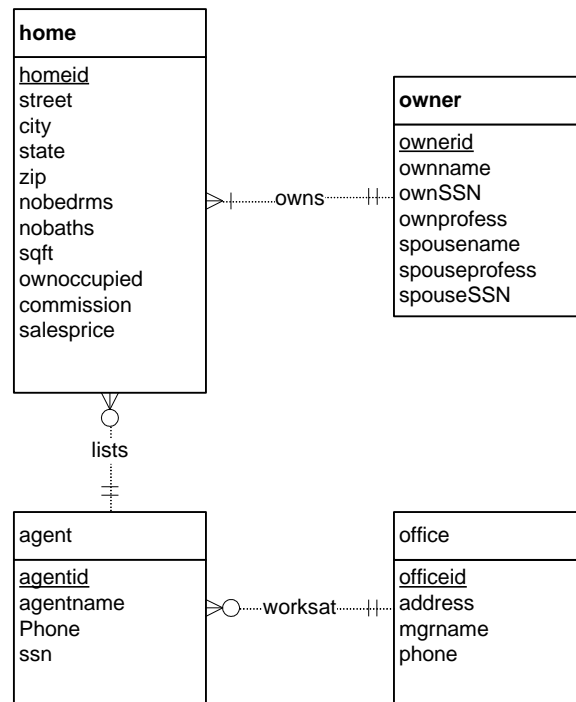 home
homeid
street
city
state
zip
nobedrms
nobaths
sqft
ownoccupied
commission
salesprice
owns
owner
ownerid
ownname
ownSSN
ownprofess
spousename
spouseprofess
spouseSSN
lists
agent
agentid
agentname
Phone
ssn
worksat
office
officeid
address
mgrname
phone